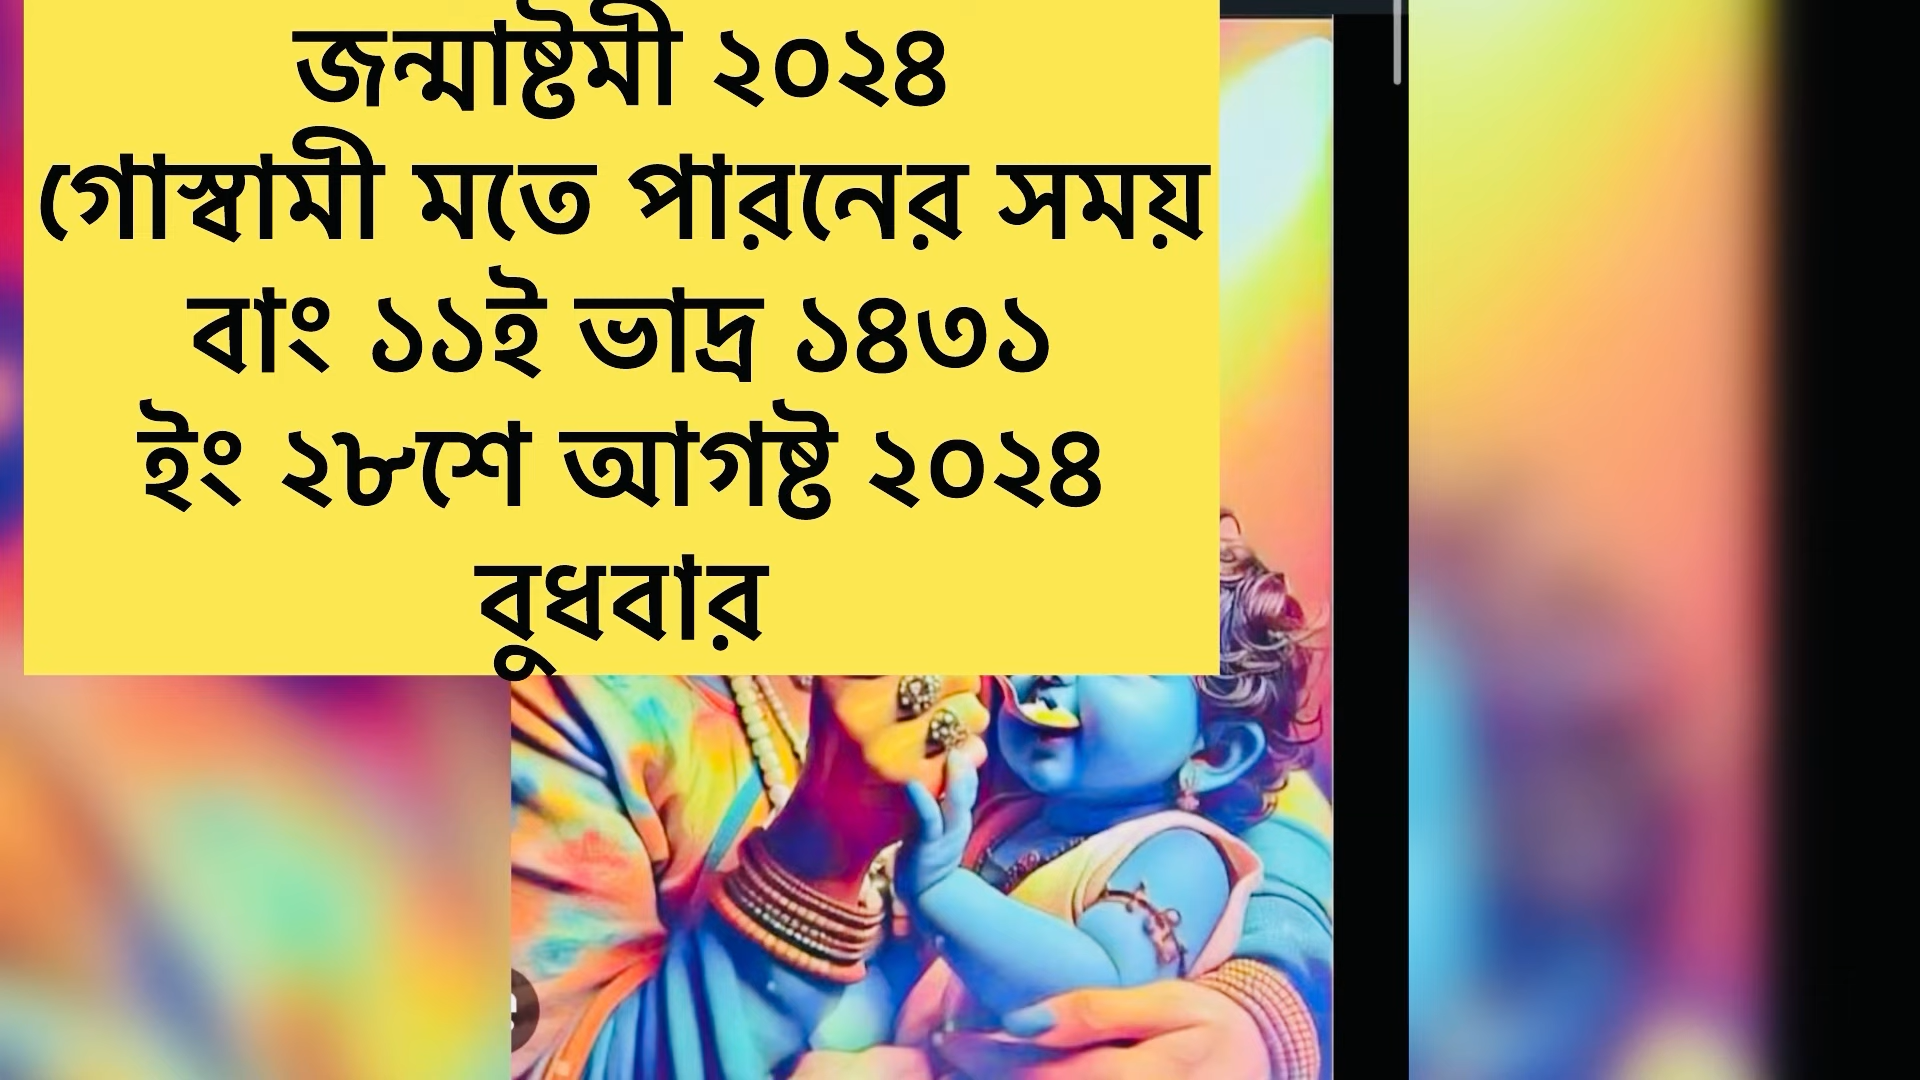 জন্মাষ্টমী ২০২৪
গোস্বামী মতে পারনের সময়
বাং ১১ই ভাদ্র ১৪৩১
ইং ২৮শে আগষ্ট ২০২৪
বুধবার